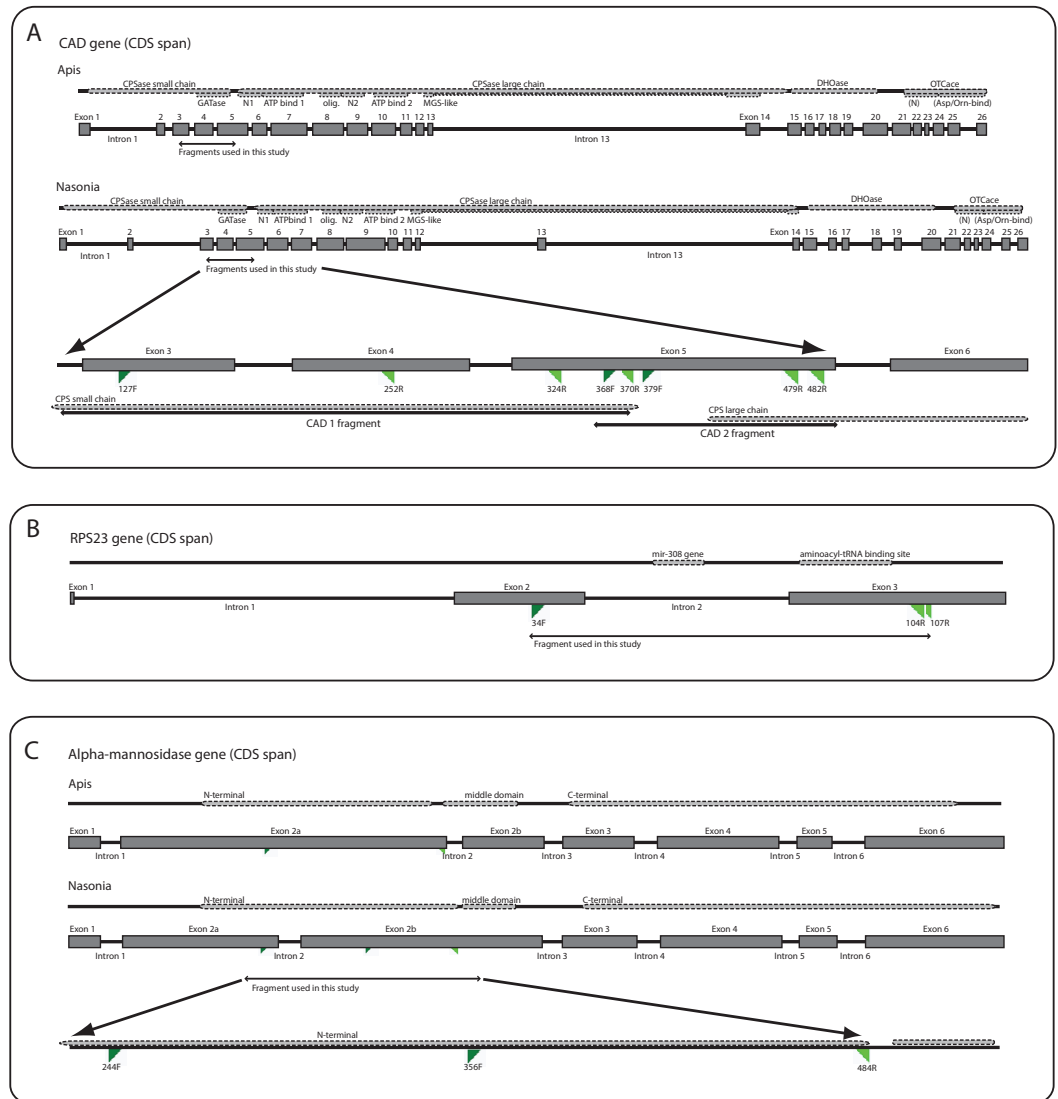 A
CAD gene (CDS span)
Apis
CPSase small chain CPSase large chain DHOase OTCace
GATase N1 ATP bind 1 olig. N2 ATP bind 2 MGS-like (N) (Asp/Orn-bind)
Exon 1 2 3 4 5 6 7 8 9 10 11 12 13 Exon 14 15 16 17 18 19 20 21 22 23 24 25 26
Intron 1 Intron 13
Fragments used in this study
Nasonia
CPSase small chain CPSase large chain DHOase OTCace
GATase N1 ATPbind 1 olig. N2 ATP bind 2 MGS-like (N) (Asp/Orn-bind)
Exon 1 2 3 4 5 6 7 8 9 10 11 12 13 Exon 14 15 16 17 18 19 20 21 22 23 24 25 26
Intron 1 Intron 13
Fragments used in this study
Exon 3 Exon 4 Exon 5 Exon 6
127F 252R 324R 368F 370R 379F 479R 482R
CPS small chain CPS large chain
CAD 1 fragment CAD 2 fragment
B
RPS23 gene (CDS span)
mir-308 gene aminoacyl-tRNA binding site
Exon 1 Exon 2 Exon 3
Intron 1 Intron 2
34F 104R 107R
Fragment used in this study
C
Alpha-mannosidase gene (CDS span)
Apis
N-terminal middle domain C-terminal
Exon 1 Exon 2a Exon 2b Exon 3 Exon 4 Exon 5 Exon 6
Intron 1 Intron 2 Intron 3 Intron 4 Intron 5 Intron 6
Nasonia
N-terminal middle domain C-terminal
Exon 1 Exon 2a Exon 2b Exon 3 Exon 4 Exon 5 Exon 6
Intron 1 Intron 2 Intron 3 Intron 4 Intron 5 Intron 6
Fragment used in this study
N-terminal
244F 356F 484R